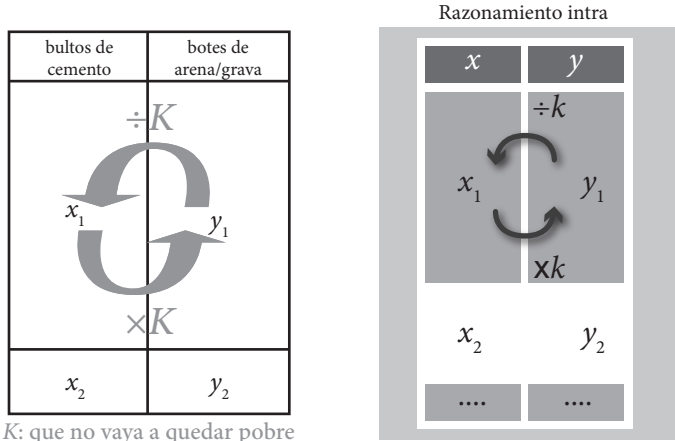 bultos de
cemento
botes de
arena/grava
÷K
x₁
y₁
×K
x₂
y₂
K: que no vaya a quedar pobre
Razonamiento intra
x
y
÷k
x₁
y₁
xk
x₂
y₂
....
....